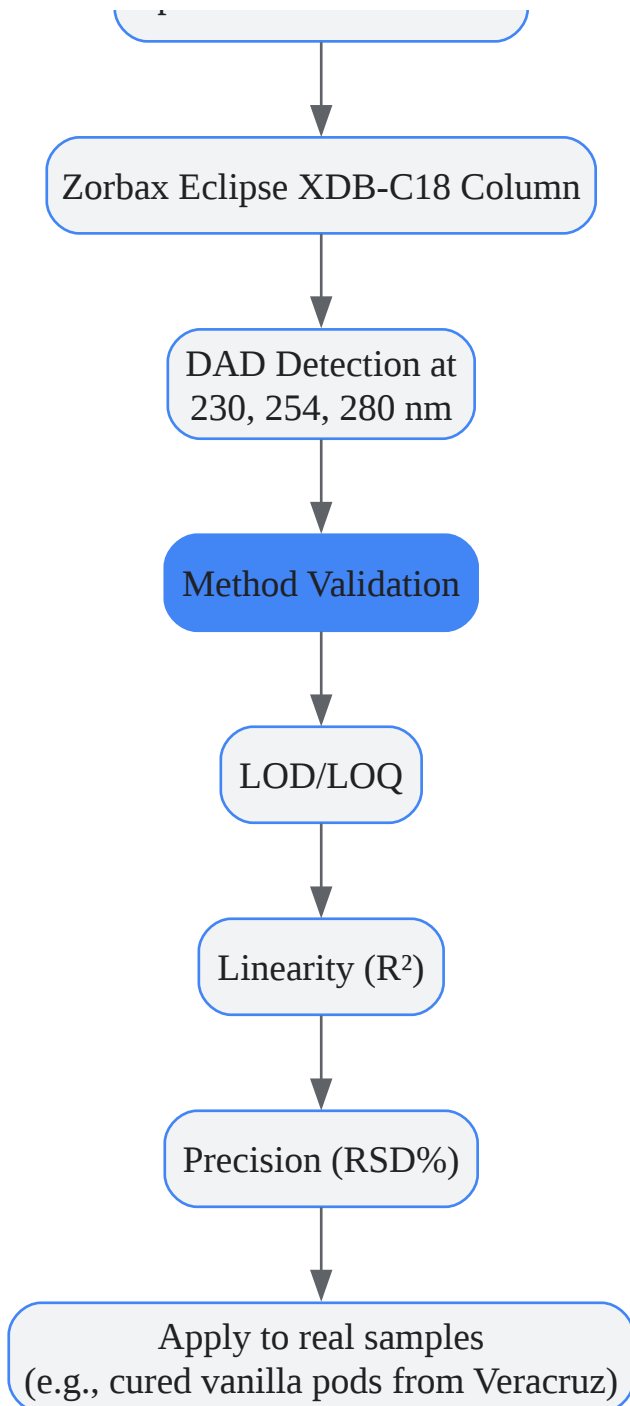 Zorbax Eclipse XDB-C18 Column
DAD Detection at
230, 254, 280 nm
Method Validation
LOD/LOQ
Linearity (R²)
Precision (RSD%)
Apply to real samples
(e.g., cured vanilla pods from Veracruz)